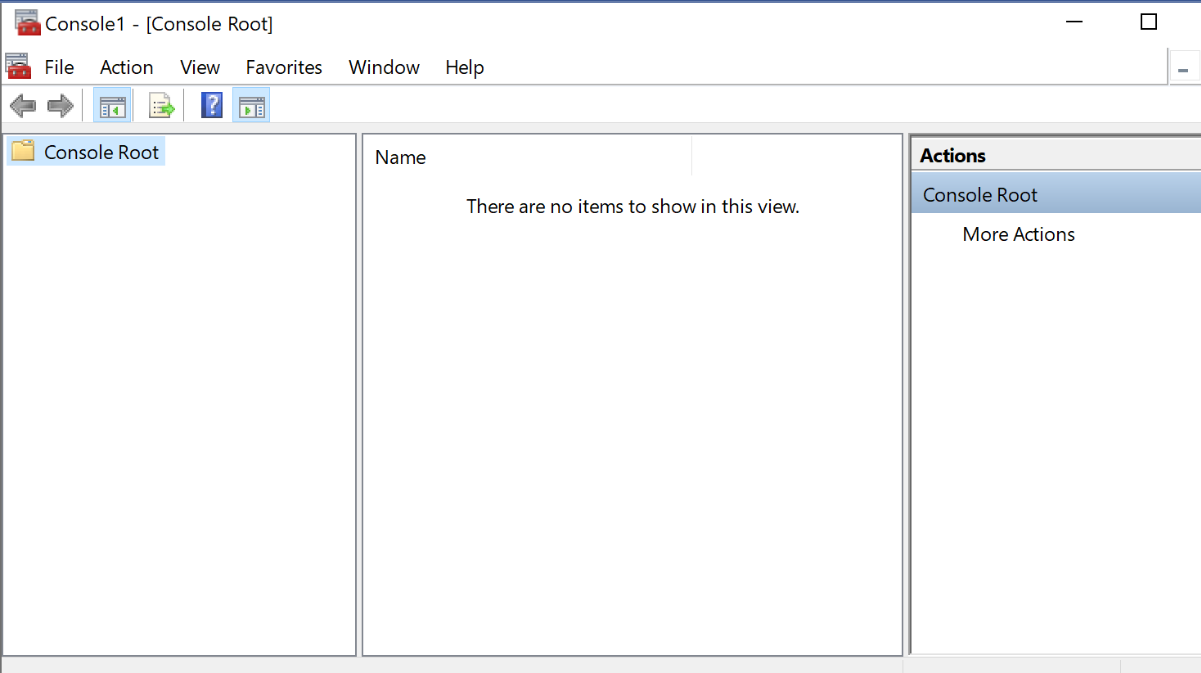 Console1 - [Console Root]
File Action View Favorites Window Help
Console Root
Name
There are no items to show in this view.
Actions
Console Root
More Actions